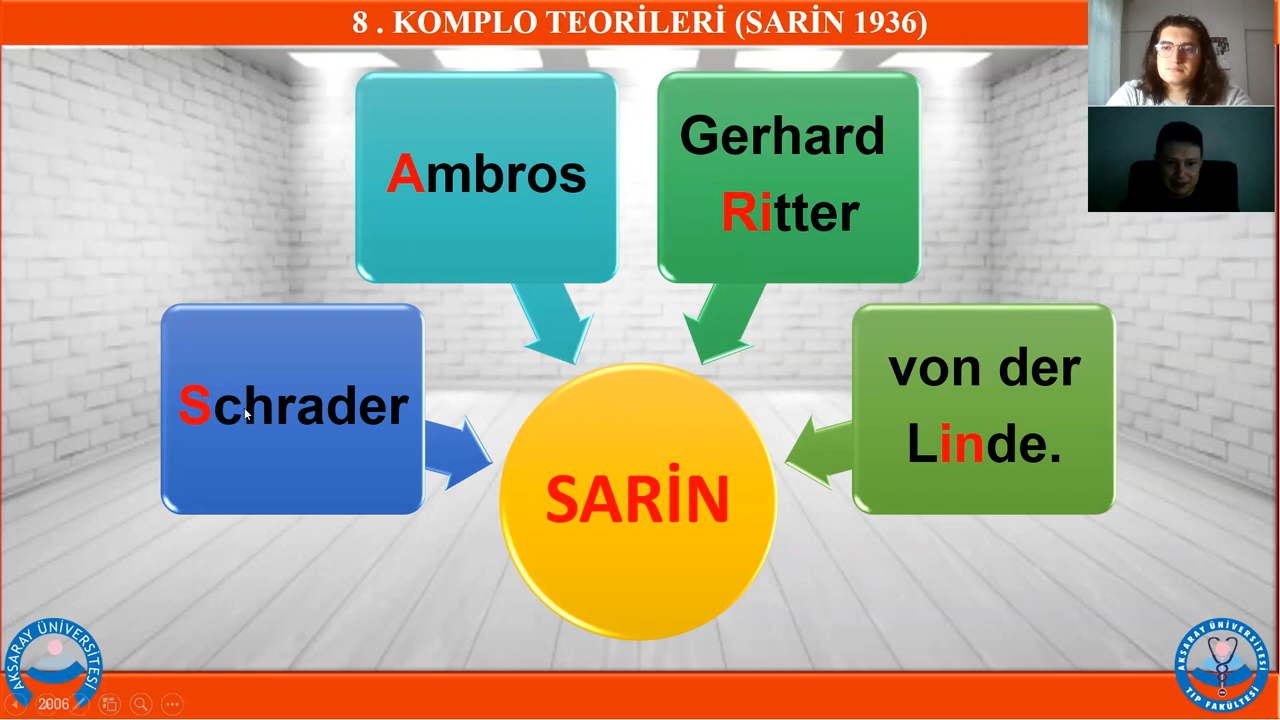 8 . KOMPLO TEORİLERİ (SARİN 1936)
Ambros
Gerhard
Ritter
Schrader
von der
Linde.
SARİN
AKSARAY ÜNİVERSİTESİ
2006
AKSARAY ÜNİVERSİTESİ
TIP FAKÜLTESİ